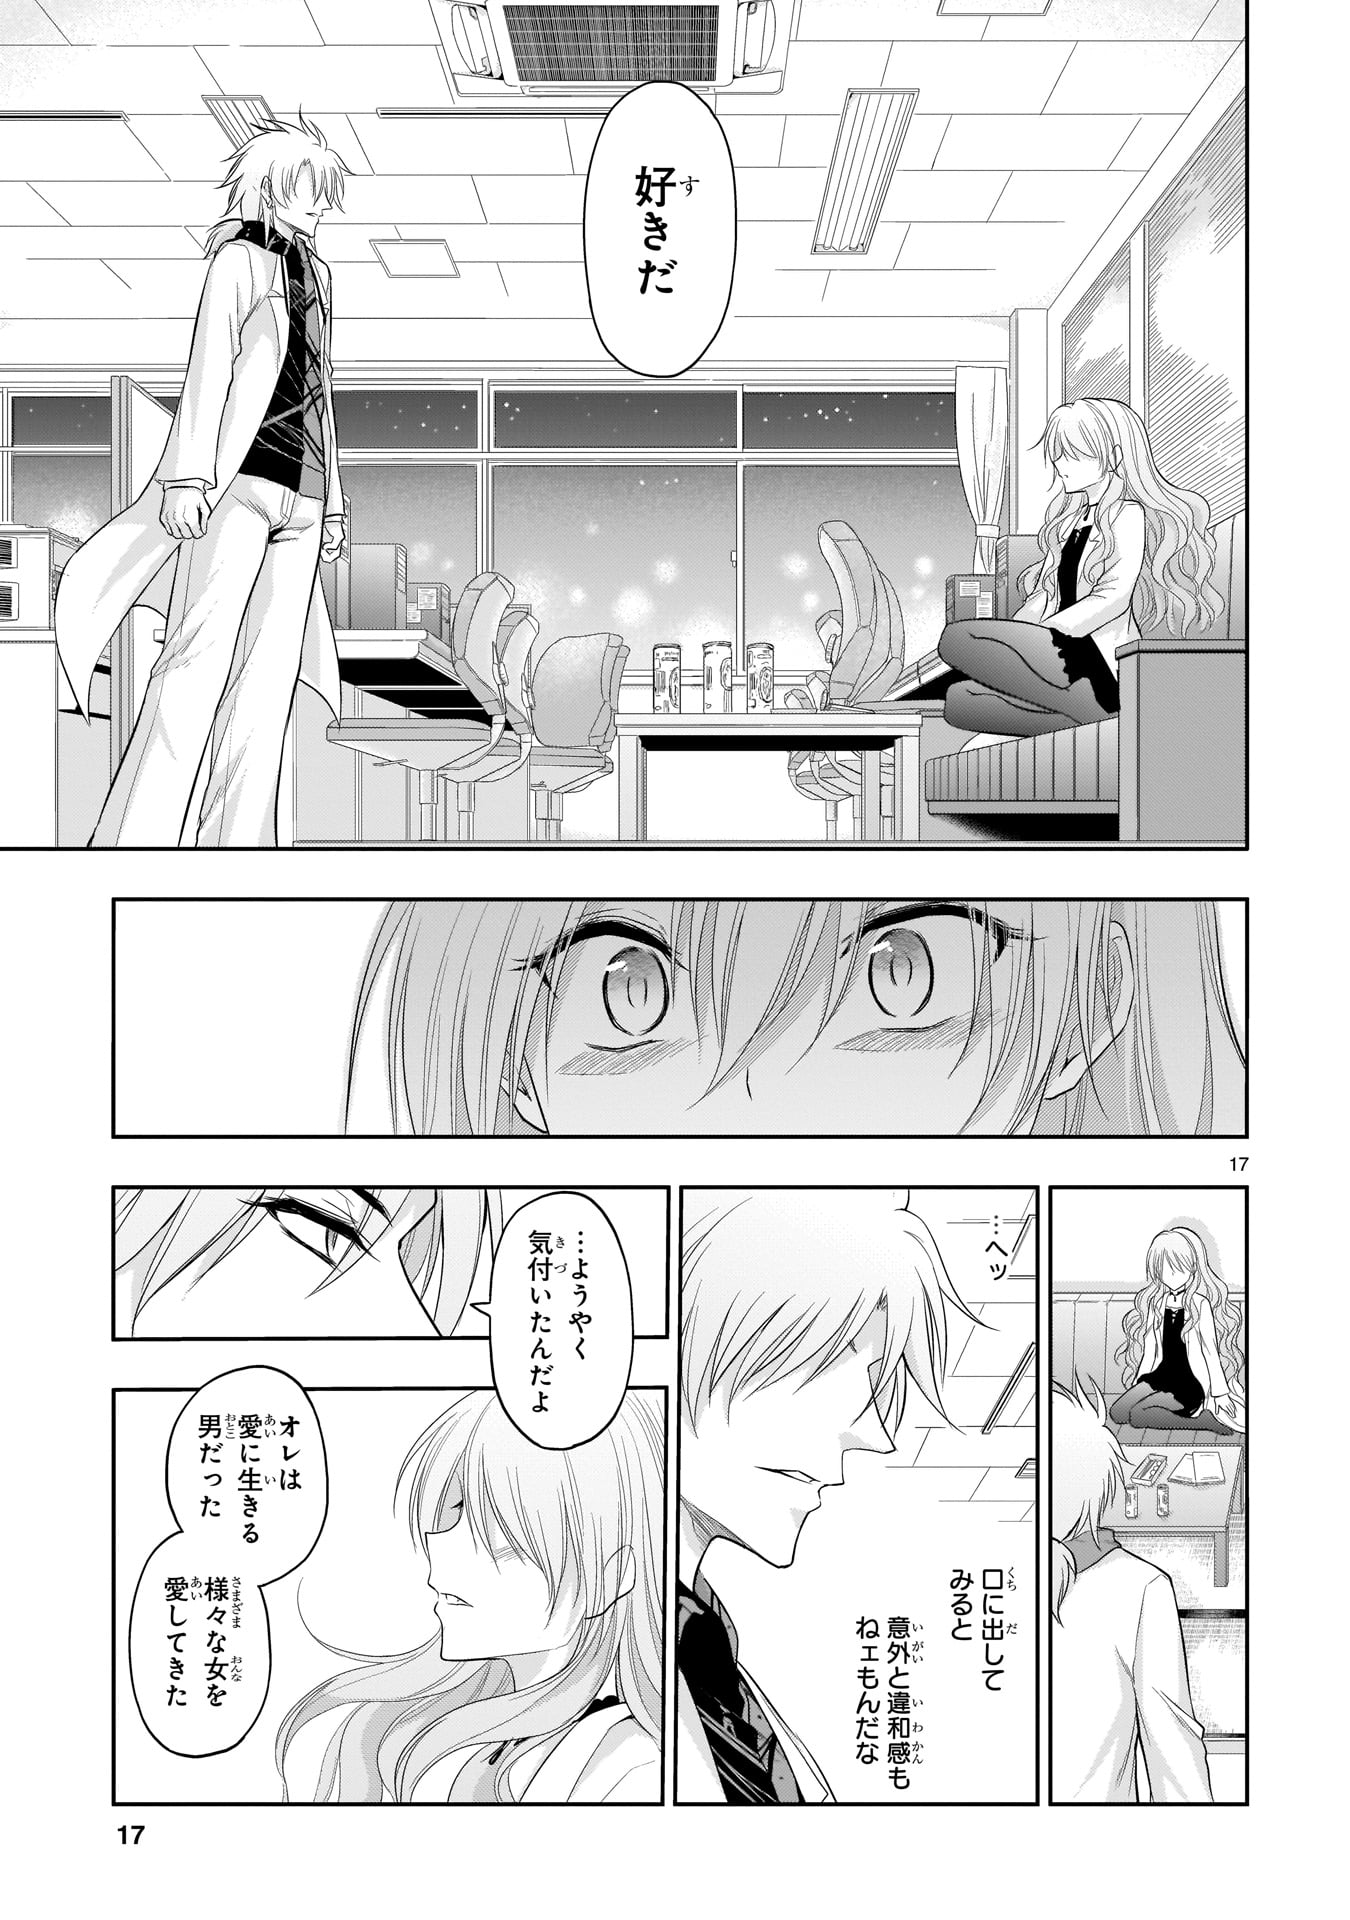 好きだ
…ヘッ
口に出して
みると
意外と違和感も
ねェもんだな
…ようやく
気付いたんだよ
オレは
愛に生きる
男だった
様々な女を
愛してきた
17
17